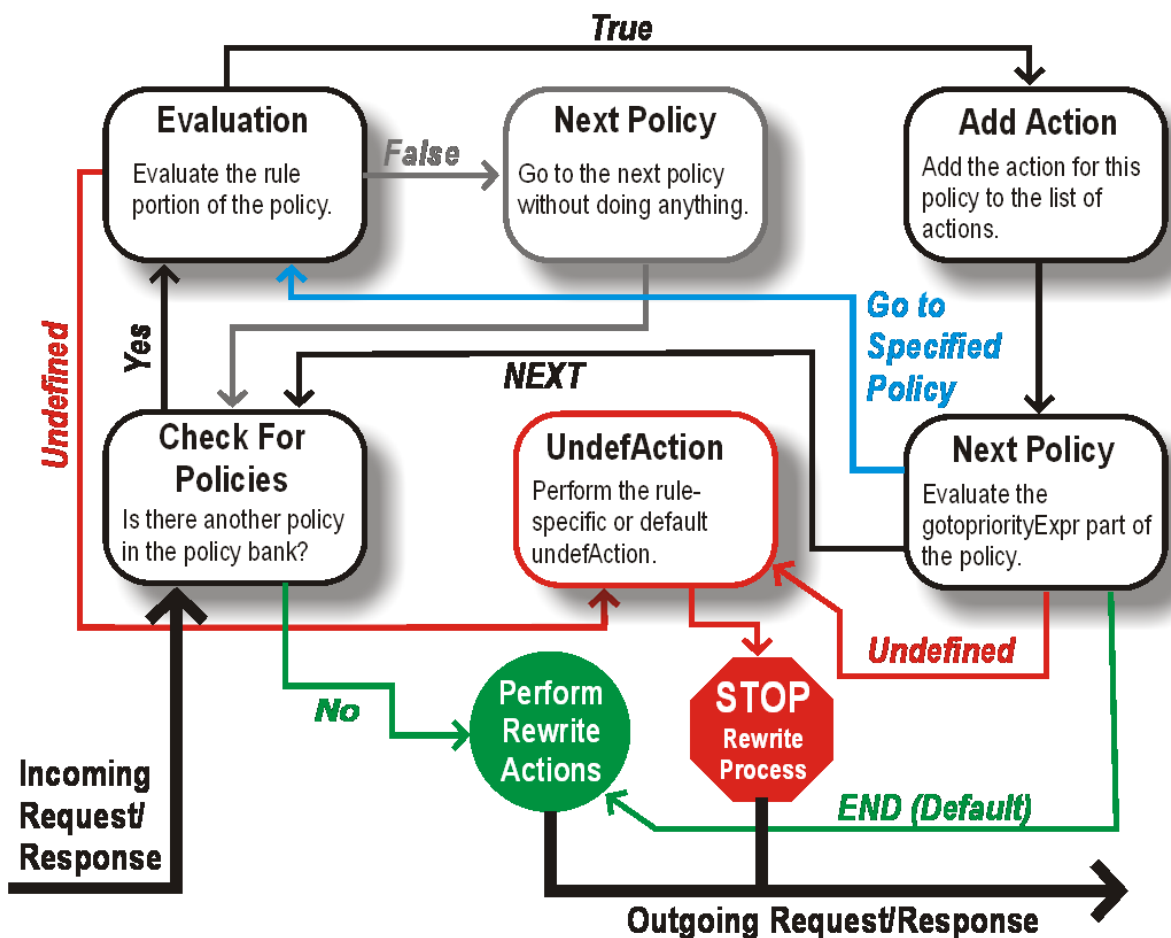 True
Evaluation
Evaluate the rule
portion of the policy.
False
Next Policy
Go to the next policy
without doing anything.
Add Action
Add the action for this
policy to the list of
actions.
Undefined
Yes
NEXT
Go to
Specified
Policy
Check For
Policies
Is there another policy
in the policy bank?
UndefAction
Perform the rule-
specific or default
undefAction.
Next Policy
Evaluate the
gotopriorityExpr part of
the policy.
Undefined
No
Perform
Rewrite
Actions
STOP
Rewrite
Process
END (Default)
Incoming
Request/
Response
Outgoing Request/Response